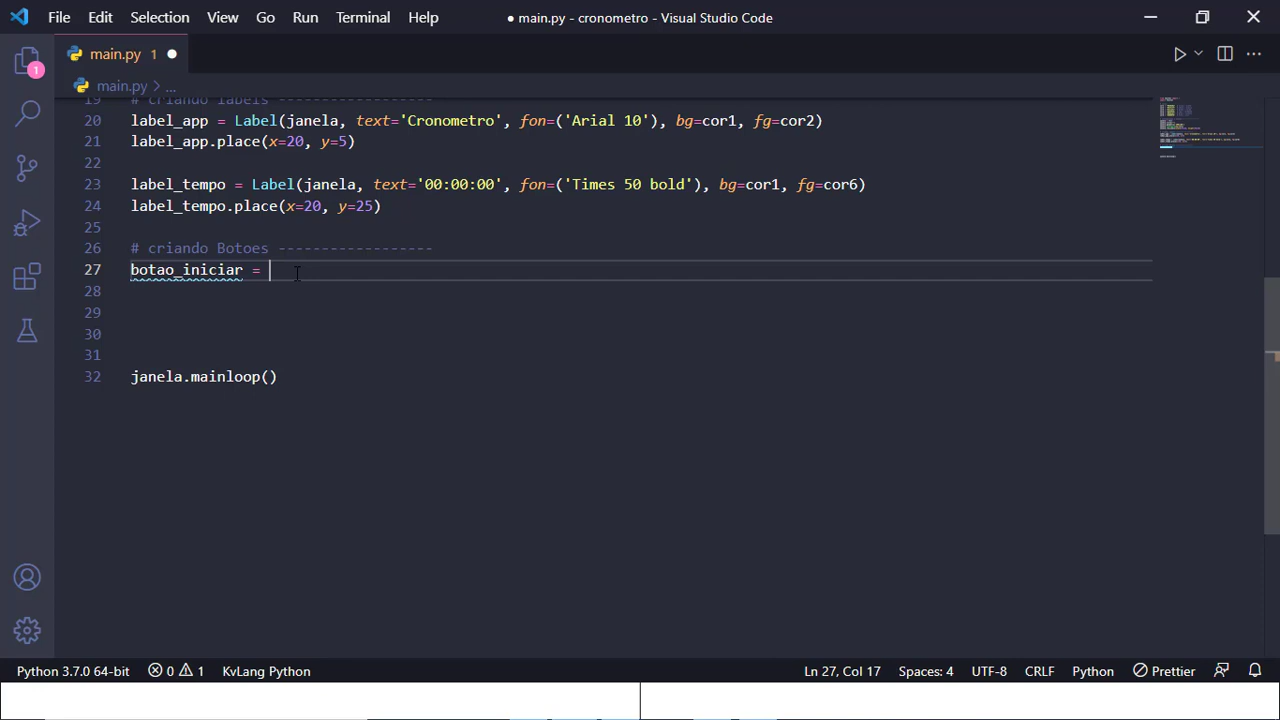 File Edit Selection View Go Run Terminal Help ● main.py - cronometro - Visual Studio Code
main.py 1
main.py > ...
1
19 # criando labels ------------------
20 label_app = Label(janela, text='Cronometro', fon=('Arial 10'), bg=cor1, fg=cor2)
21 label_app.place(x=20, y=5)
22
23 label_tempo = Label(janela, text='00:00:00', fon=('Times 50 bold'), bg=cor1, fg=cor6)
24 label_tempo.place(x=20, y=25)
25
26 # criando Botoes ------------------
27 botao_iniciar =
28
29
30
31
32 janela.mainloop()
Python 3.7.0 64-bit 0 1 KvLang Python Ln 27, Col 17 Spaces: 4 UTF-8 CRLF Python Prettier